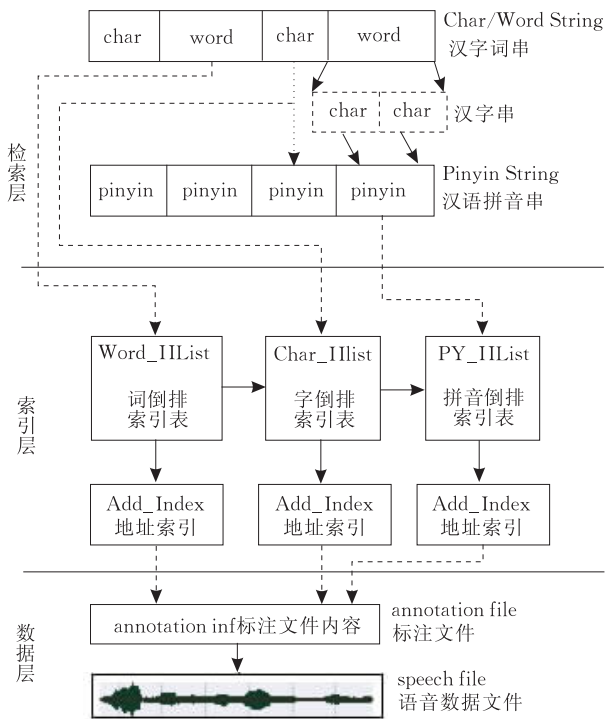 char
word
char
word
Char/Word String
汉字词串
char
char
汉字串
pinyin
pinyin
pinyin
pinyin
Pinyin String
汉语拼音串
检索层
Word_IIList
词倒排
索引表
Char_IIlist
字倒排
索引表
PY_IIList
拼音倒排
索引表
索引层
Add_Index
地址索引
Add_Index
地址索引
Add_Index
地址索引
annotation inf标注文件内容
annotation file
标注文件
数据层
speech file
语音数据文件